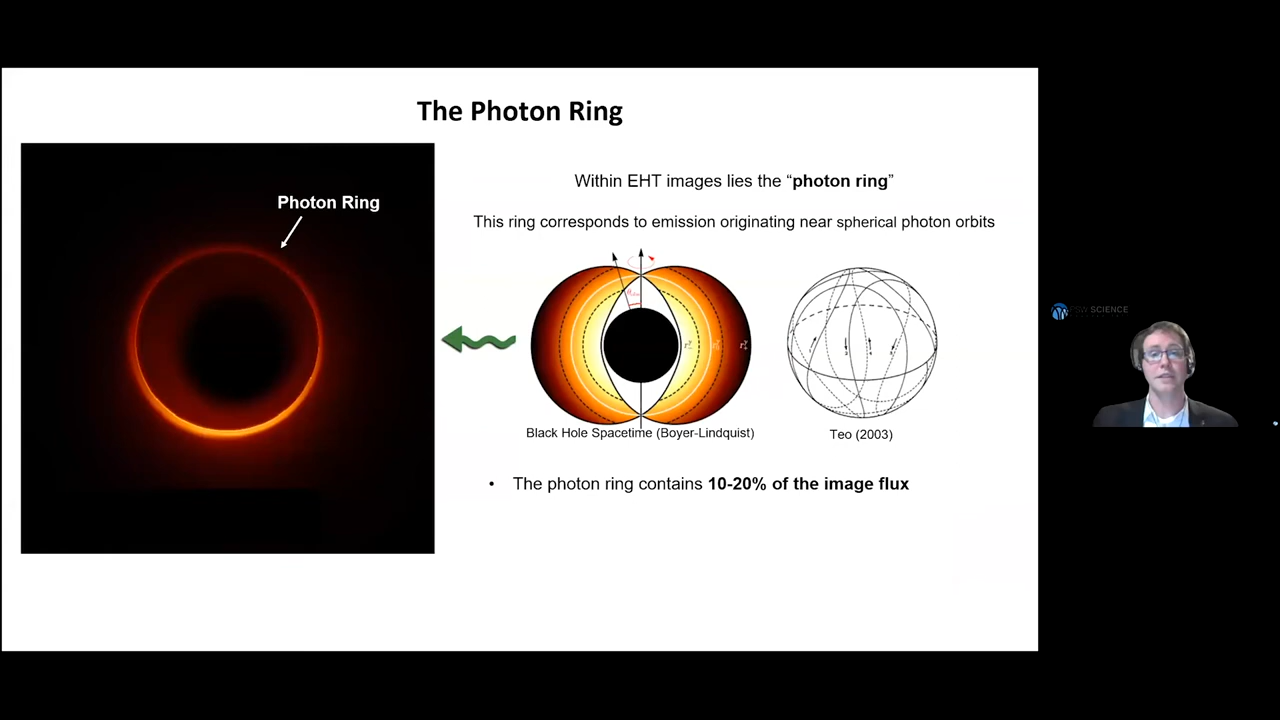 The Photon Ring
Photon Ring
Within EHT images lies the “photon ring”
This ring corresponds to emission originating near spherical photon orbits
Black Hole Spacetime (Boyer-Lindquist)
Teo (2003)
• The photon ring contains 10-20% of the image flux
SCIENCE